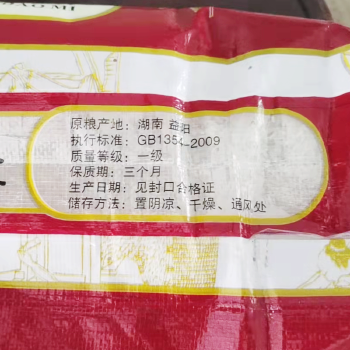 原粮产地：湖南 益阳
执行标准：GB1354-2009
质量等级：一级
保质期：三个月
生产日期：见封口合格证
储存方法：置阴凉、干燥、通风处